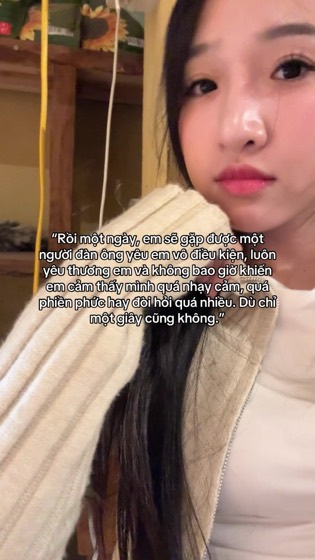 “Rồi một ngày, em sẽ gặp được một
người đàn ông yêu em vô điều kiện, luôn
yêu thương em và không bao giờ khiến
em cảm thấy mình quá nhạy cảm, quá
phiền phức hay đòi hỏi quá nhiều. Dù chỉ
một giây cũng không.”